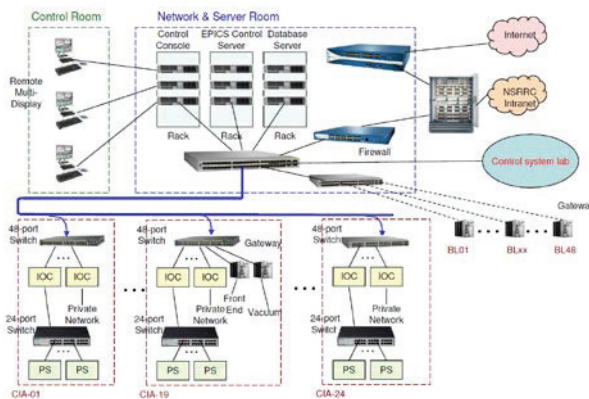 Control Room
Network & Server Room
Control Console
EPICS Control Server
Database Server
Internet
Remote Multi-Display
NSRRC Intranet
Rack
Rack
Rack
Firewall
Control system lab
Gateway
BL01
BLxx
BL48
48-port Switch
48-port Switch
Gateway
48-port Switch
IOC
IOC
IOC
IOC
Front End
Vacuum
IOC
IOC
24-port Switch
Private Network
24-port Switch
Private Network
24-port Switch
Private Network
PS
PS
PS
PS
PS
PS
CIA-01
CIA-19
CIA-24